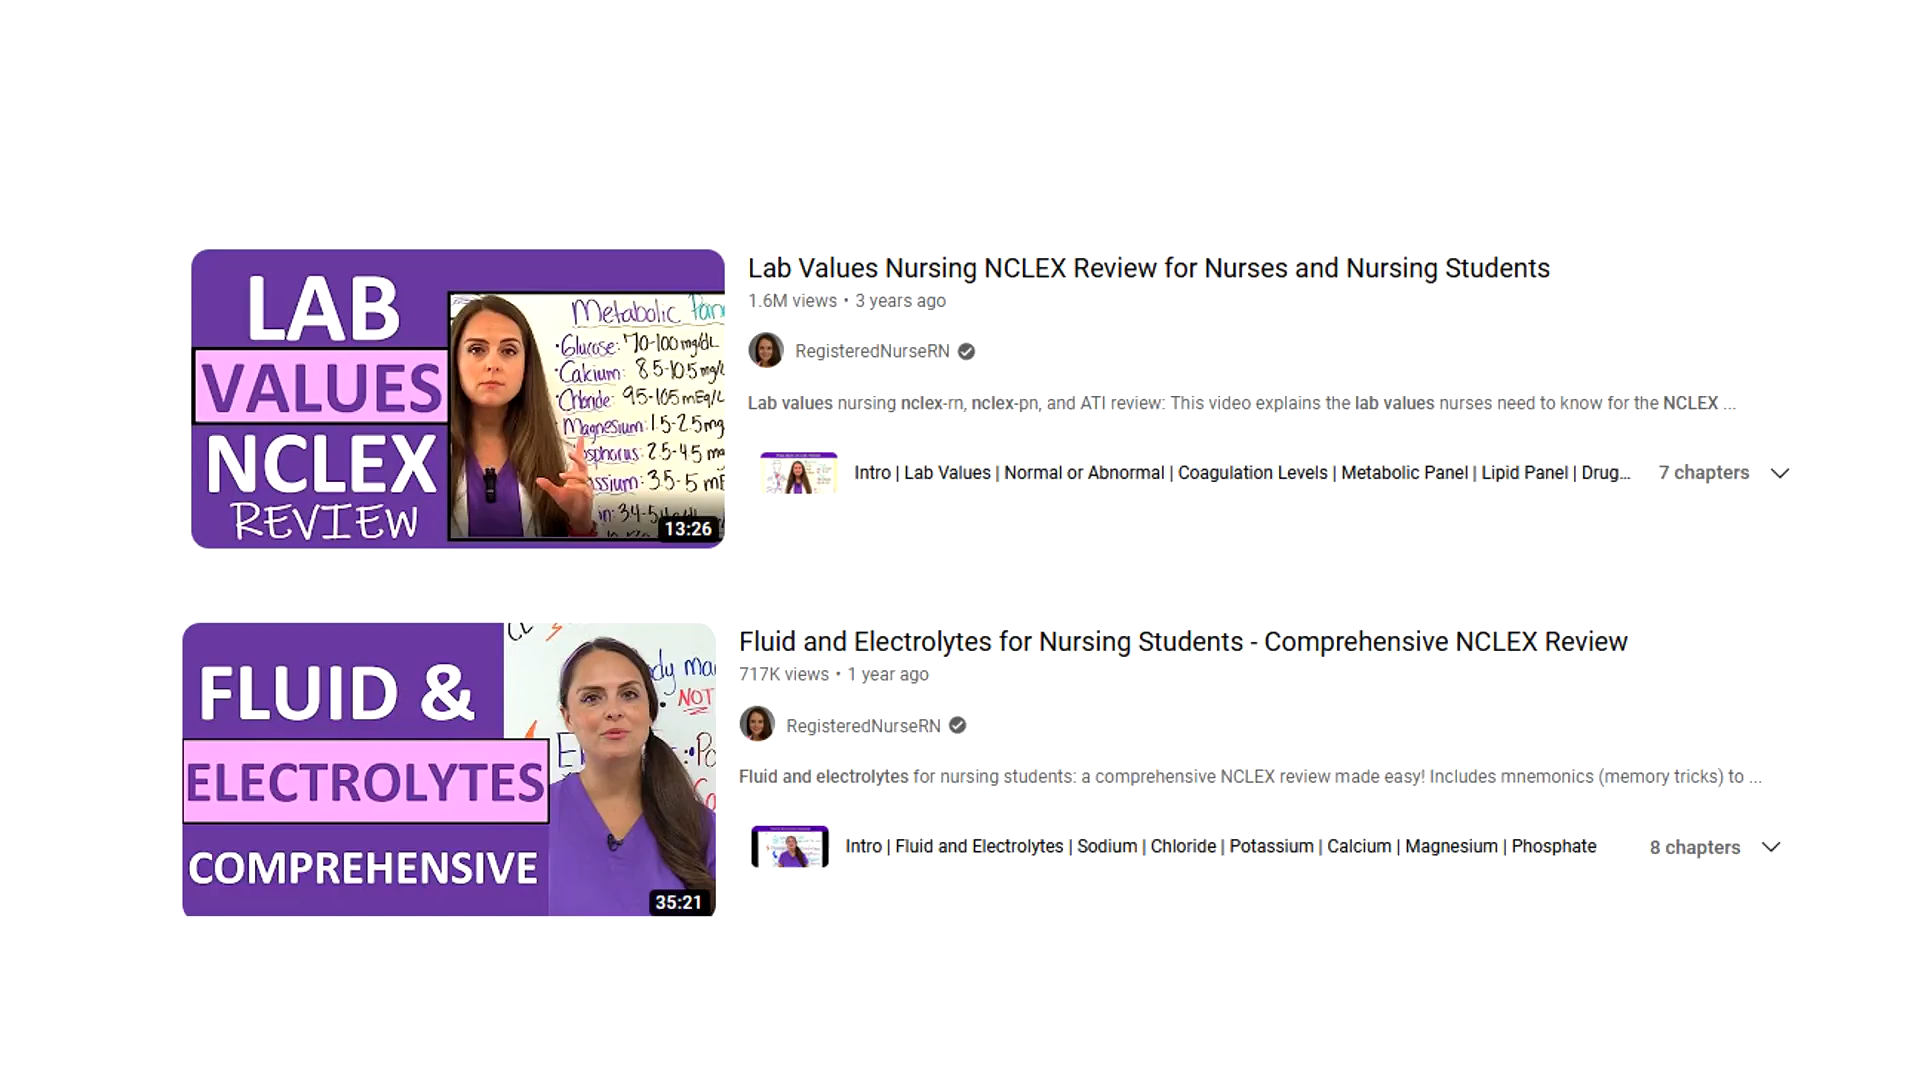 LAB
VALUES
NCLEX
REVIEW
Metabolic
•Glucose: 70-100 mg/dL
•Calcium: 8.5-10.5 mg/
•Chloride: 95-105 mEq/L
Magnesium: 1.5-2.5 mg
sphorus: 2.5-4.5
ssium: 3.5-5
in: 3.4-5.4
13:26
Lab Values Nursing NCLEX Review for Nurses and Nursing Students
1.6M views • 3 years ago
RegisteredNurseRN
Lab values nursing nclex-rn, nclex-pn, and ATI review: This video explains the lab values nurses need to know for the NCLEX ...
Intro | Lab Values | Normal or Abnormal | Coagulation Levels | Metabolic Panel | Lipid Panel | Drug...
7 chapters
FLUID &
ELECTROLYTES
COMPREHENSIVE
NOT
35:21
Fluid and Electrolytes for Nursing Students - Comprehensive NCLEX Review
717K views • 1 year ago
RegisteredNurseRN
Fluid and electrolytes for nursing students: a comprehensive NCLEX review made easy! Includes mnemonics (memory tricks) to ...
Intro | Fluid and Electrolytes | Sodium | Chloride | Potassium | Calcium | Magnesium | Phosphate
8 chapters